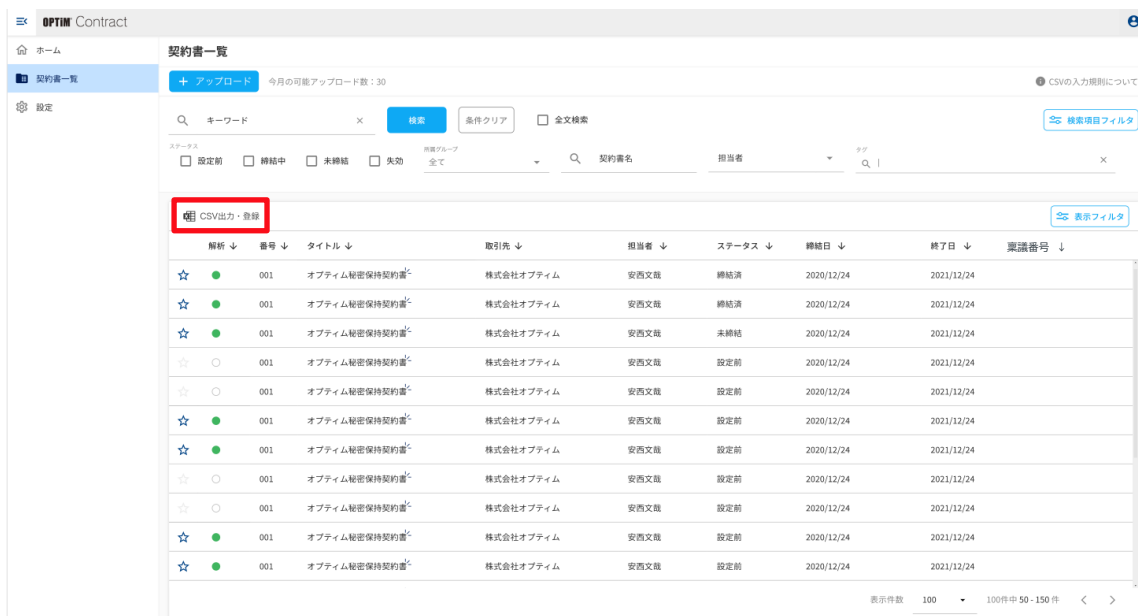 OPTiM Contract
ホーム
契約書一覧
設定
契約書一覧
＋ アップロード 今月の可能アップロード数：30 CSVの入力規則について
キーワード 検索 条件クリア 全文検索 検索項目フィルタ
ステータス 所属グループ タグ
設定前 締結中 未締結 失効 全て 契約書名 担当者
CSV出力・登録 表示フィルタ
解析 ↓ 番号 ↓ タイトル ↓ 取引先 ↓ 担当者 ↓ ステータス ↓ 締結日 ↓ 終了日 ↓ 稟議番号 ↓
001 オプティム秘密保持契約書 株式会社オプティム 安西文哉 締結済 2020/12/24 2021/12/24
001 オプティム秘密保持契約書 株式会社オプティム 安西文哉 締結済 2020/12/24 2021/12/24
001 オプティム秘密保持契約書 株式会社オプティム 安西文哉 未締結 2020/12/24 2021/12/24
001 オプティム秘密保持契約書 株式会社オプティム 安西文哉 設定前 2020/12/24 2021/12/24
001 オプティム秘密保持契約書 株式会社オプティム 安西文哉 設定前 2020/12/24 2021/12/24
001 オプティム秘密保持契約書 株式会社オプティム 安西文哉 設定前 2020/12/24 2021/12/24
001 オプティム秘密保持契約書 株式会社オプティム 安西文哉 設定前 2020/12/24 2021/12/24
001 オプティム秘密保持契約書 株式会社オプティム 安西文哉 設定前 2020/12/24 2021/12/24
001 オプティム秘密保持契約書 株式会社オプティム 安西文哉 設定前 2020/12/24 2021/12/24
001 オプティム秘密保持契約書 株式会社オプティム 安西文哉 設定前 2020/12/24 2021/12/24
001 オプティム秘密保持契約書 株式会社オプティム 安西文哉 設定前 2020/12/24 2021/12/24
表示件数 100 100件中 50 - 150 件